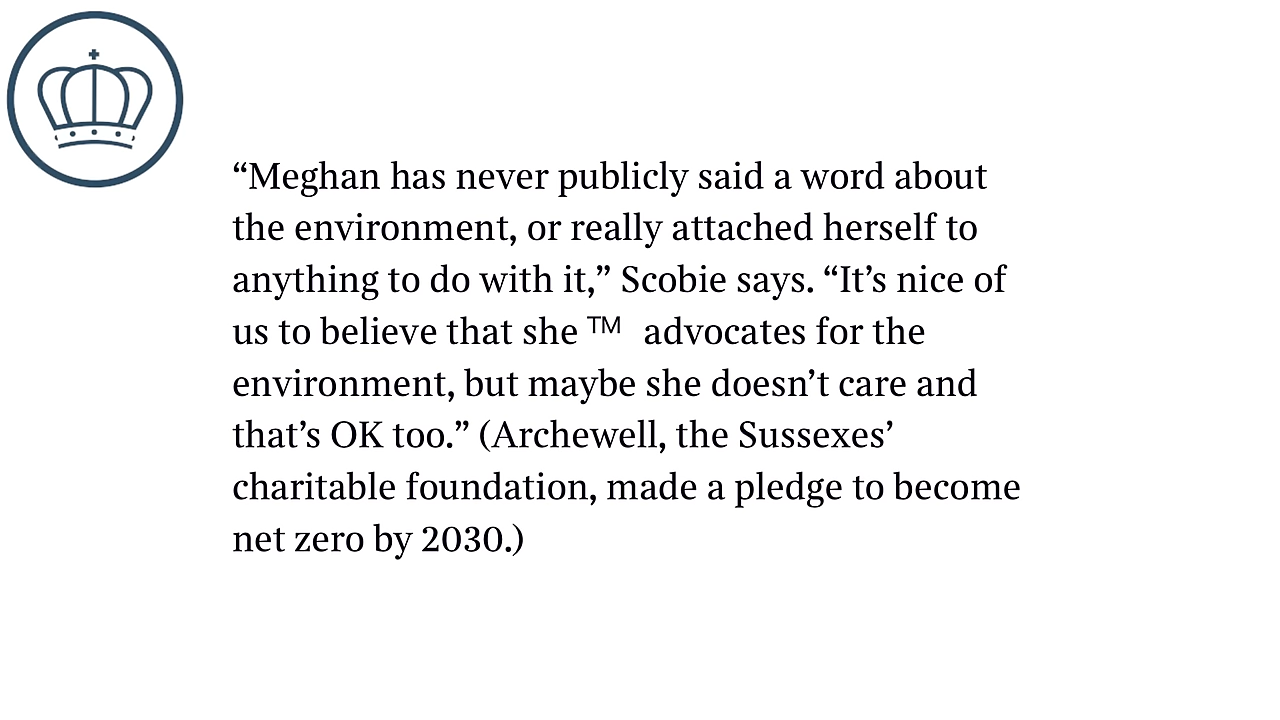 “Meghan has never publicly said a word about
the environment, or really attached herself to
anything to do with it,” Scobie says. “It’s nice of
us to believe that she ™ advocates for the
environment, but maybe she doesn’t care and
that’s OK too.” (Archewell, the Sussexes’
charitable foundation, made a pledge to become
net zero by 2030.)